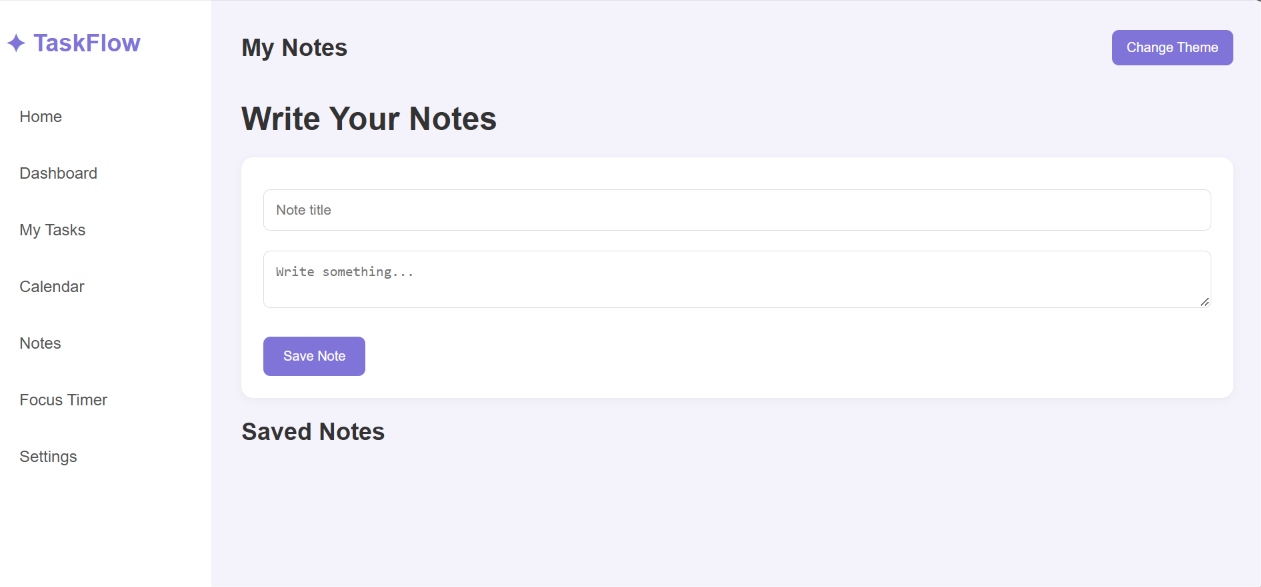 ✦ TaskFlow
Home
Dashboard
My Tasks
Calendar
Notes
Focus Timer
Settings
My Notes
Change Theme
Write Your Notes
Note title
Write something...
Save Note
Saved Notes